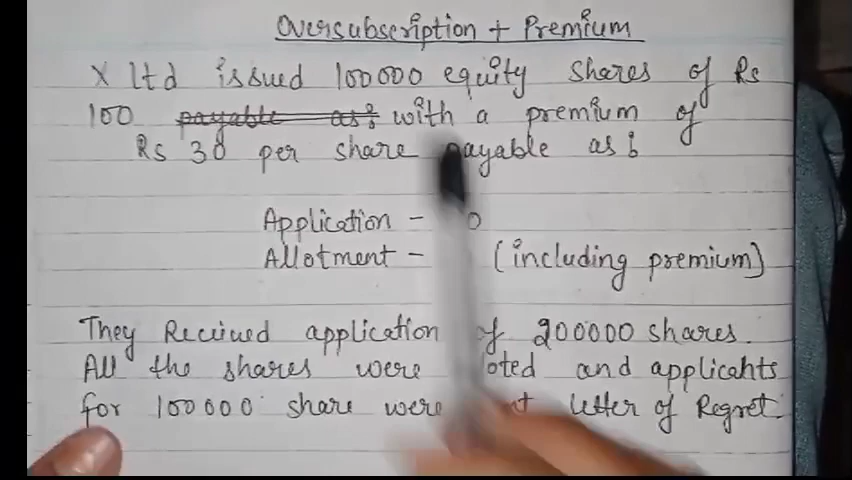 Oversubscription + Premium
X Ltd issued 100000 equity shares of Rs
100 payable as: with a premium of
Rs 30 per share payable as :
Application -
Allotment - (including premium)
They Recived application of 200000 shares.
All the shares were and applicants
for 100000 share were letter of Regret.